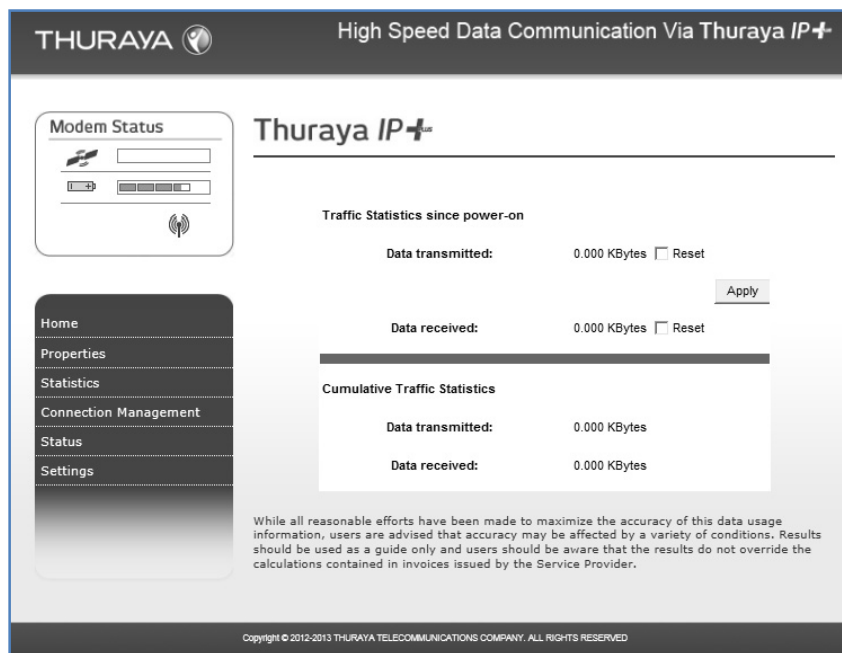 THURAYA
High Speed Data Communication Via Thuraya IP+
Modem Status
Thuraya IP+
Traffic Statistics since power-on
Data transmitted: 0.000 KBytes Reset
Apply
Data received: 0.000 KBytes Reset
Cumulative Traffic Statistics
Data transmitted: 0.000 KBytes
Data received: 0.000 KBytes
Home
Properties
Statistics
Connection Management
Status
Settings
While all reasonable efforts have been made to maximize the accuracy of this data usage
information, users are advised that accuracy may be affected by a variety of conditions. Results
should be used as a guide only and users should be aware that the results do not override the
calculations contained in invoices issued by the Service Provider.
Copyright © 2012-2013 THURAYA TELECOMMUNICATIONS COMPANY. ALL RIGHTS RESERVED